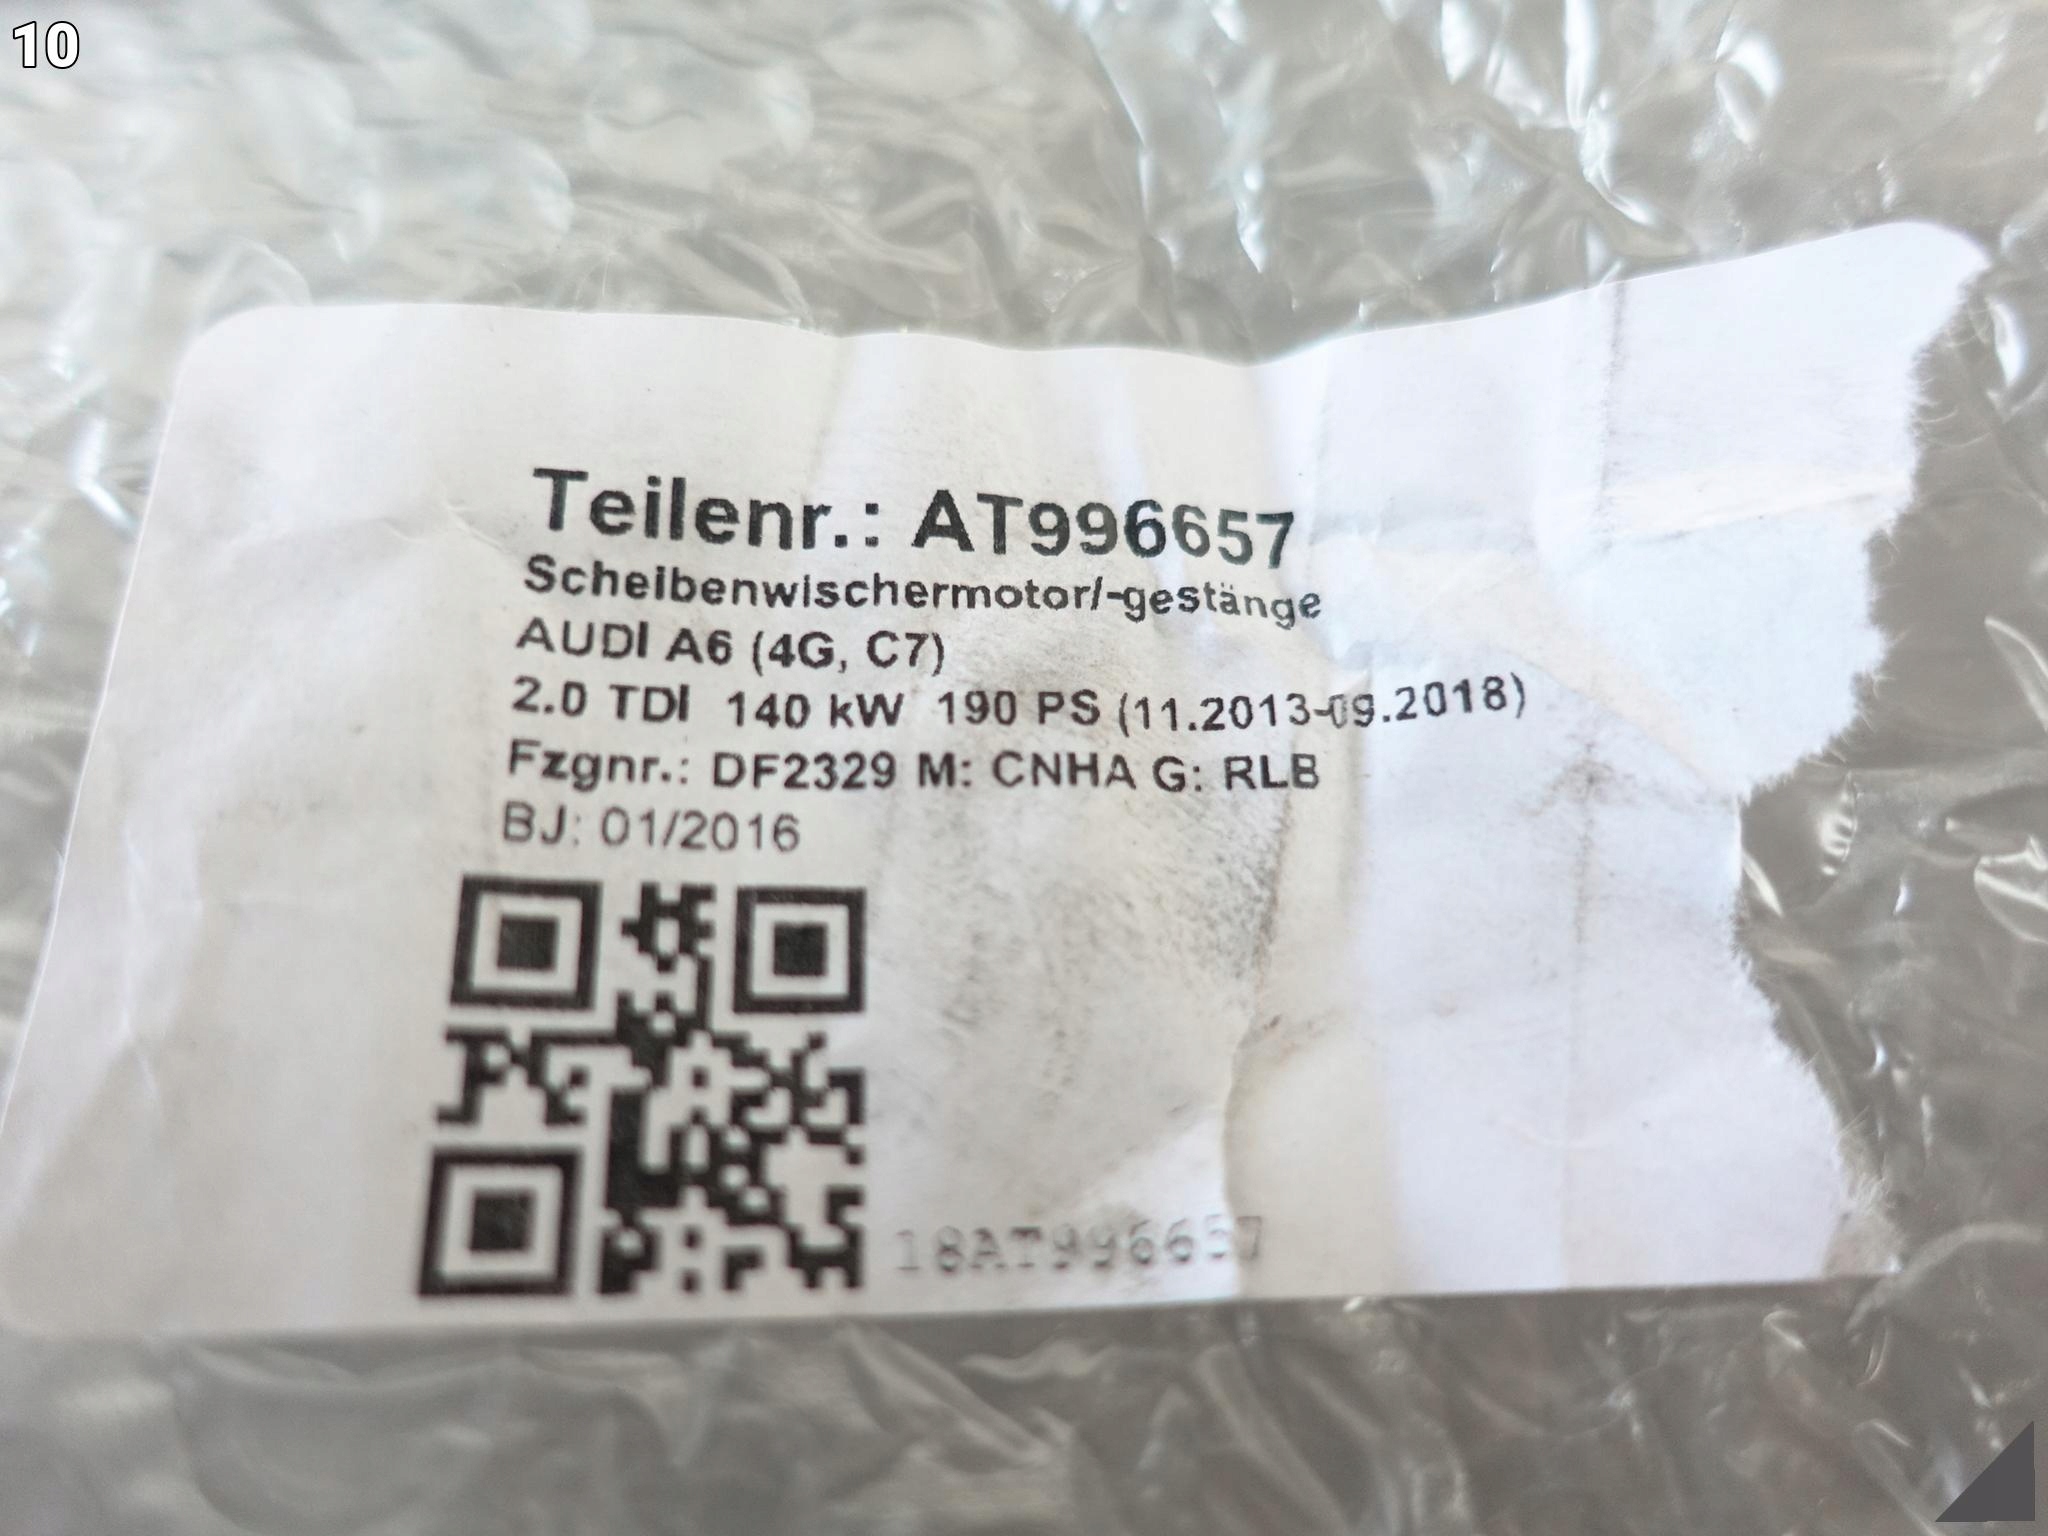 10
Teilenr.: AT996657
Scheibenwischermotor/-gestänge
AUDI A6 (4G, C7)
2.0 TDI 140 kW 190 PS (11.2013-09.2018)
Fzgnr.: DF2329 M: CNHA G: RLB
BJ: 01/2016
18AT996657